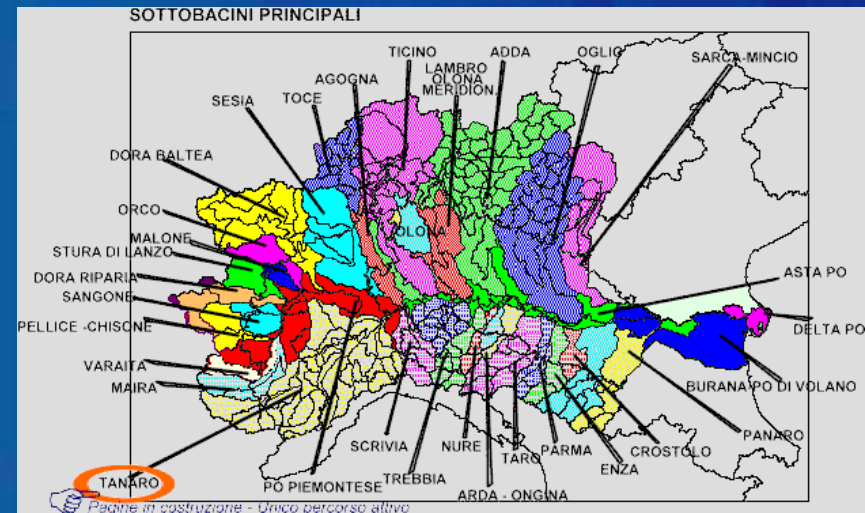 SOTTOBACINI PRINCIPALI
TICINO
ADDA
OGLIO
SARCA-MINCIO
LAMBRO
OLONA
MERIDION.
AGOGNA
TOCE
SESIA
DORA BALTEA
ORCO
MALONE
STURA DI LANZO
DORA RIPARIA
SANGONE
PELLICE -CHISONE
VARAITA
MAIRA
OLONA
ASTA PO
DELTA PO
BURANA-PO DI VOLANO
PANARO
CROSTOLO
ENZA
PARMA
TARO
ARDA - ONGINA
NURE
TREBBIA
SCRIVIA
PO PIEMONTESE
TANARO
Pagine in costruzione - Unico percorso attivo